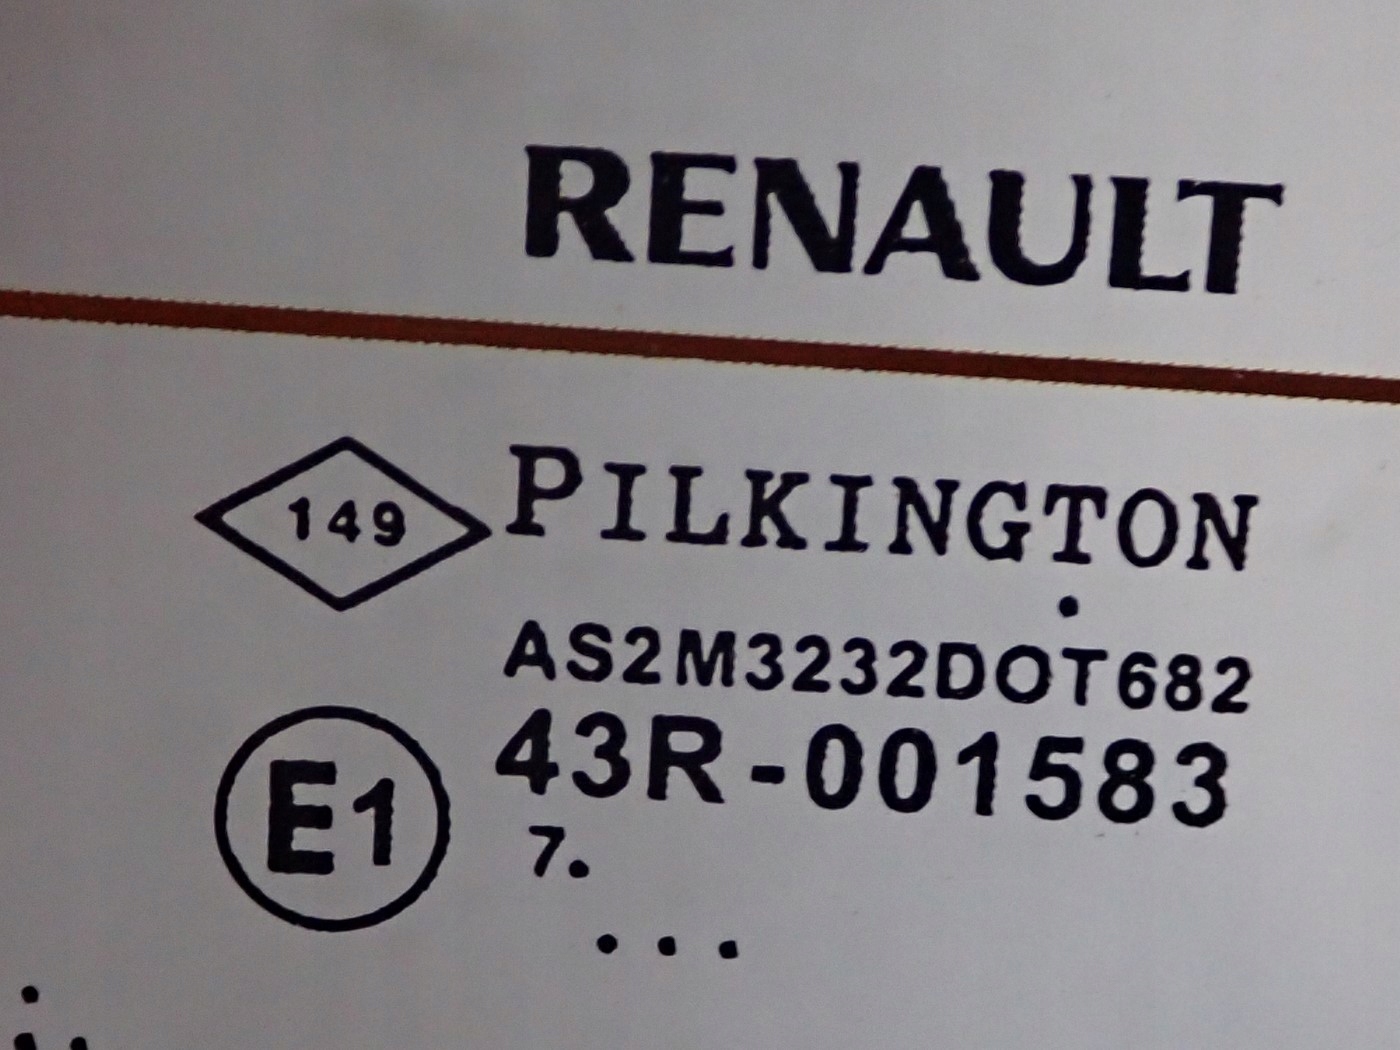 RENAULT
149 PILKINGTON
.
AS2M3232DOT682
E1 43R-001583
7.
...